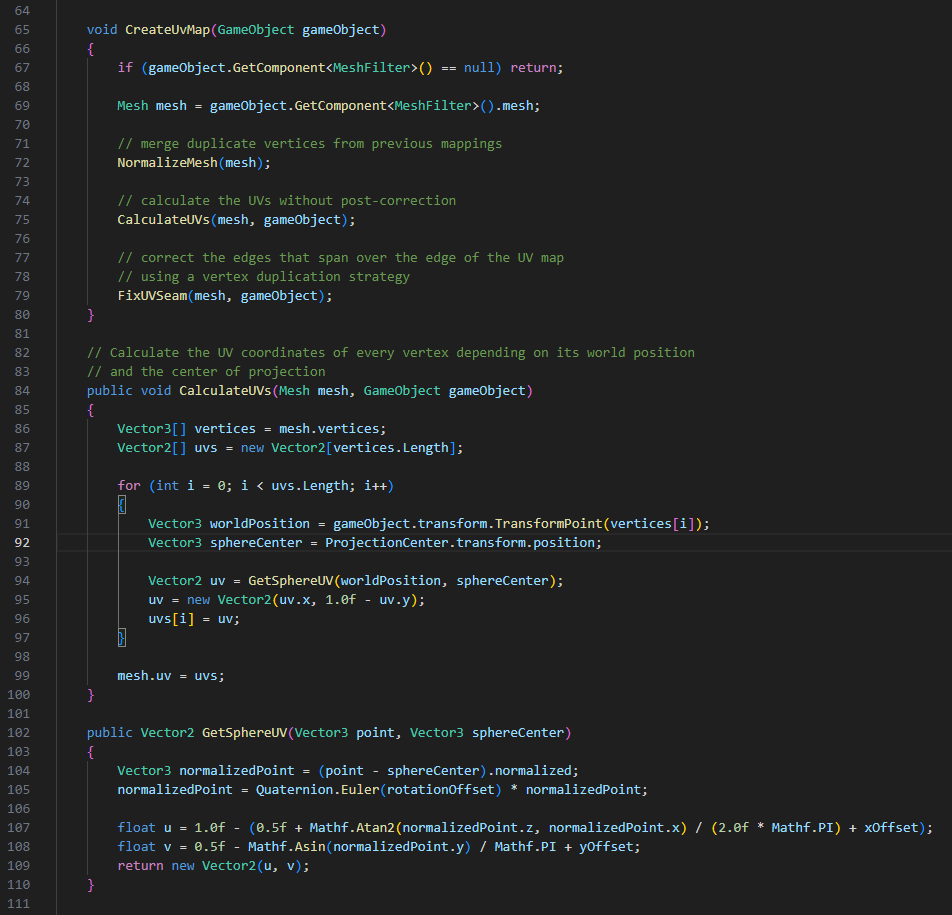 64
65 void CreateUvMap(GameObject gameObject)
66 {
67 if (gameObject.GetComponent<MeshFilter>() == null) return;
68
69 Mesh mesh = gameObject.GetComponent<MeshFilter>().mesh;
70
71 // merge duplicate vertices from previous mappings
72 NormalizeMesh(mesh);
73
74 // calculate the UVs without post-correction
75 CalculateUVs(mesh, gameObject);
76
77 // correct the edges that span over the edge of the UV map
78 // using a vertex duplication strategy
79 FixUVSeam(mesh, gameObject);
80 }
81
82 // Calculate the UV coordinates of every vertex depending on its world position
83 // and the center of projection
84 public void CalculateUVs(Mesh mesh, GameObject gameObject)
85 {
86 Vector3[] vertices = mesh.vertices;
87 Vector2[] uvs = new Vector2[vertices.Length];
88
89 for (int i = 0; i < uvs.Length; i++)
90 {
91 Vector3 worldPosition = gameObject.transform.TransformPoint(vertices[i]);
92 Vector3 sphereCenter = ProjectionCenter.transform.position;
93
94 Vector2 uv = GetSphereUV(worldPosition, sphereCenter);
95 uv = new Vector2(uv.x, 1.0f - uv.y);
96 uvs[i] = uv;
97 }
98
99 mesh.uv = uvs;
100 }
101
102 public Vector2 GetSphereUV(Vector3 point, Vector3 sphereCenter)
103 {
104 Vector3 normalizedPoint = (point - sphereCenter).normalized;
105 normalizedPoint = Quaternion.Euler(rotationOffset) * normalizedPoint;
106
107 float u = 1.0f - (0.5f + Mathf.Atan2(normalizedPoint.z, normalizedPoint.x) / (2.0f * Mathf.PI) + xOffset);
108 float v = 0.5f - Mathf.Asin(normalizedPoint.y) / Mathf.PI + yOffset;
109 return new Vector2(u, v);
110 }
111